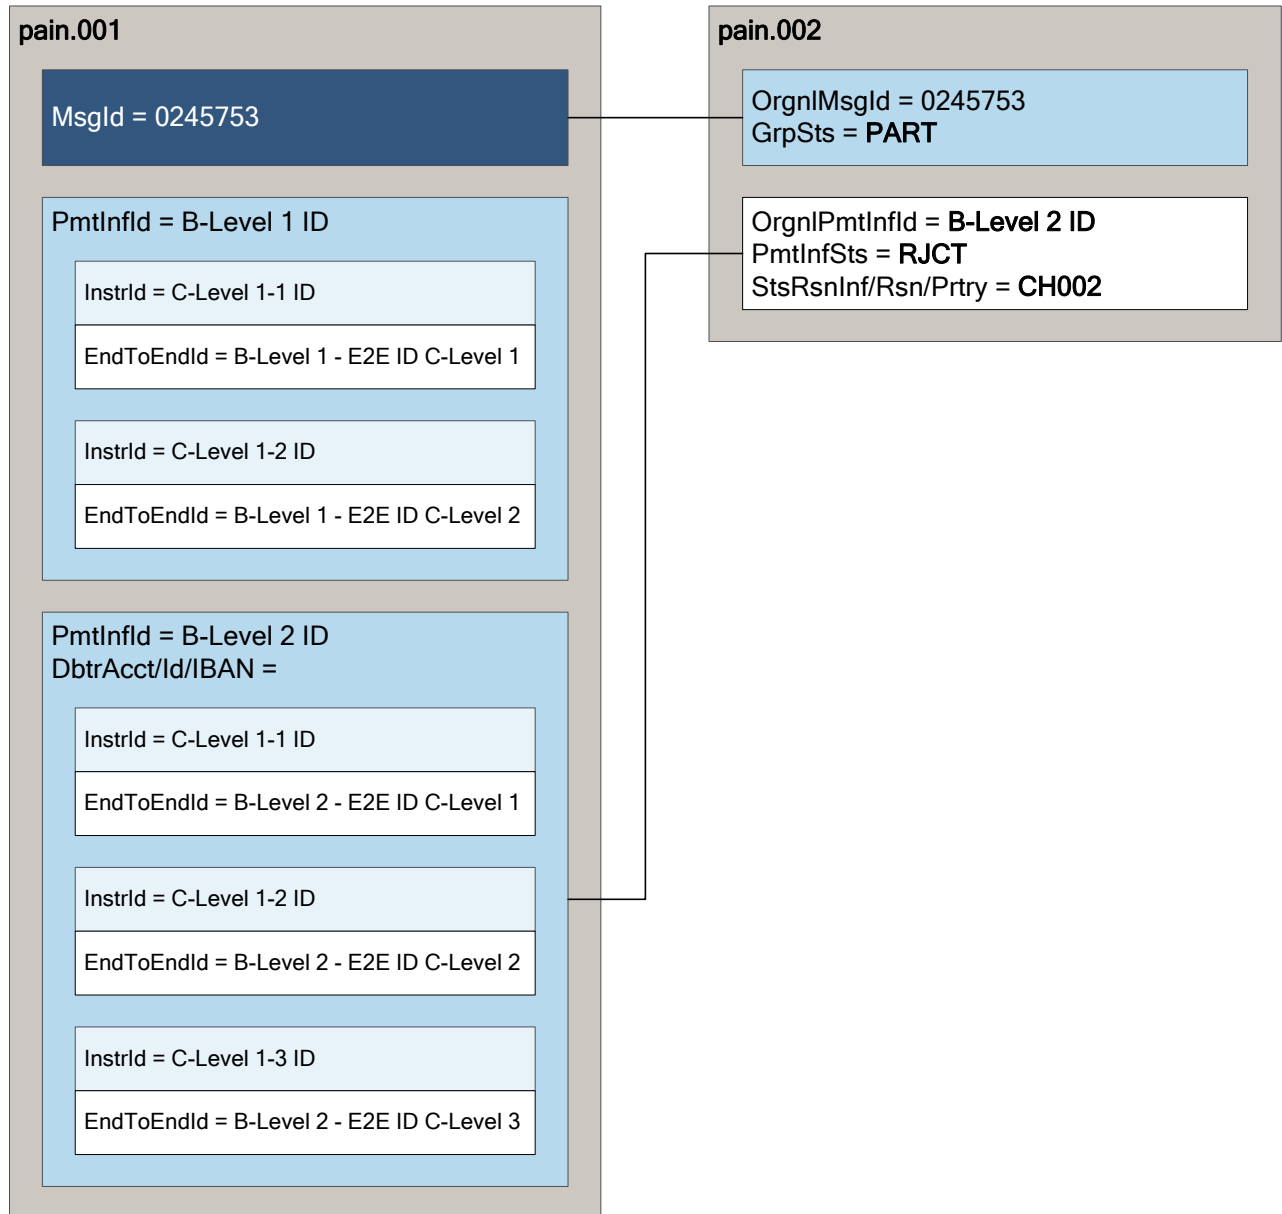 pain.001
MsgId = 0245753
PmtInfId = B-Level 1 ID
InstrId = C-Level 1-1 ID
EndToEndId = B-Level 1 - E2E ID C-Level 1
InstrId = C-Level 1-2 ID
EndToEndId = B-Level 1 - E2E ID C-Level 2
PmtInfId = B-Level 2 ID
DbtrAcct/Id/IBAN =
InstrId = C-Level 1-1 ID
EndToEndId = B-Level 2 - E2E ID C-Level 1
InstrId = C-Level 1-2 ID
EndToEndId = B-Level 2 - E2E ID C-Level 2
InstrId = C-Level 1-3 ID
EndToEndId = B-Level 2 - E2E ID C-Level 3
pain.002
OrgnlMsgId = 0245753
GrpSts = PART
OrgnlPmtInfId = B-Level 2 ID
PmtInfSts = RJCT
StsRsnInf/Rsn/Prtry = CH002